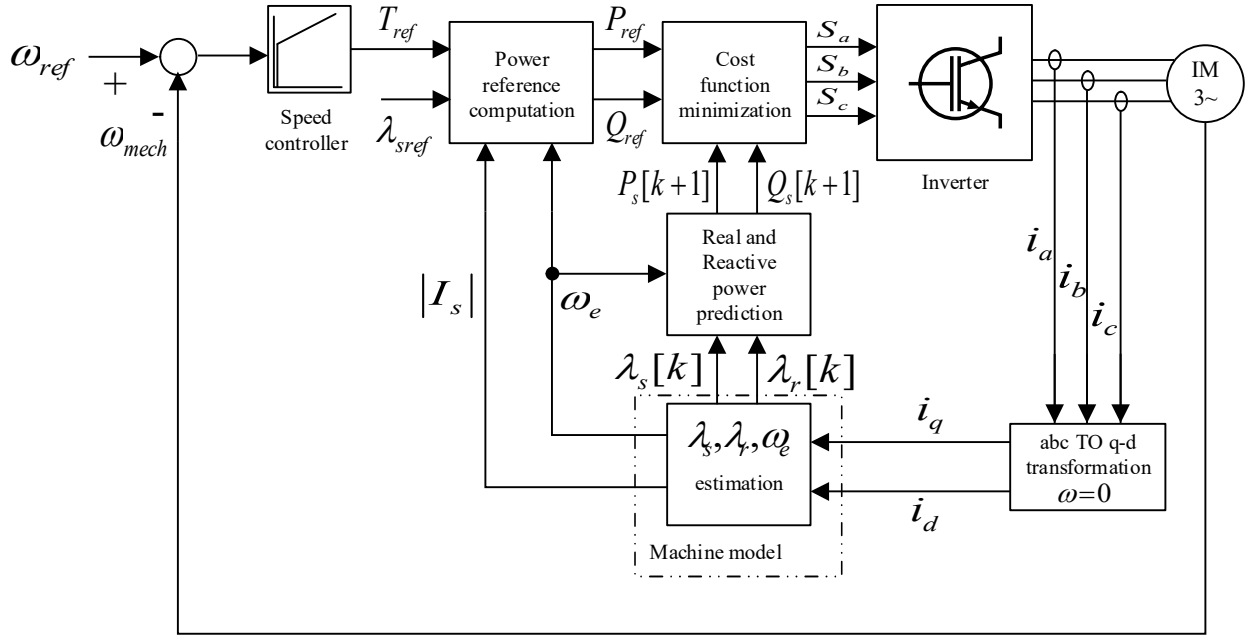 ω_ref
+
-
ω_mech
Speed
controller
T_ref
λ_sref
Power
reference
computation
P_ref
Q_ref
Cost
function
minimization
S_a
S_b
S_c
Inverter
IM
3~
P_s[k+1]
Q_s[k+1]
Real and
Reactive
power
prediction
|I_s|
ω_e
i_a
i_b
i_c
λ_s[k]
λ_r[k]
λ_s,λ_r,ω_e
estimation
Machine model
i_q
i_d
abc TO q-d
transformation
ω=0